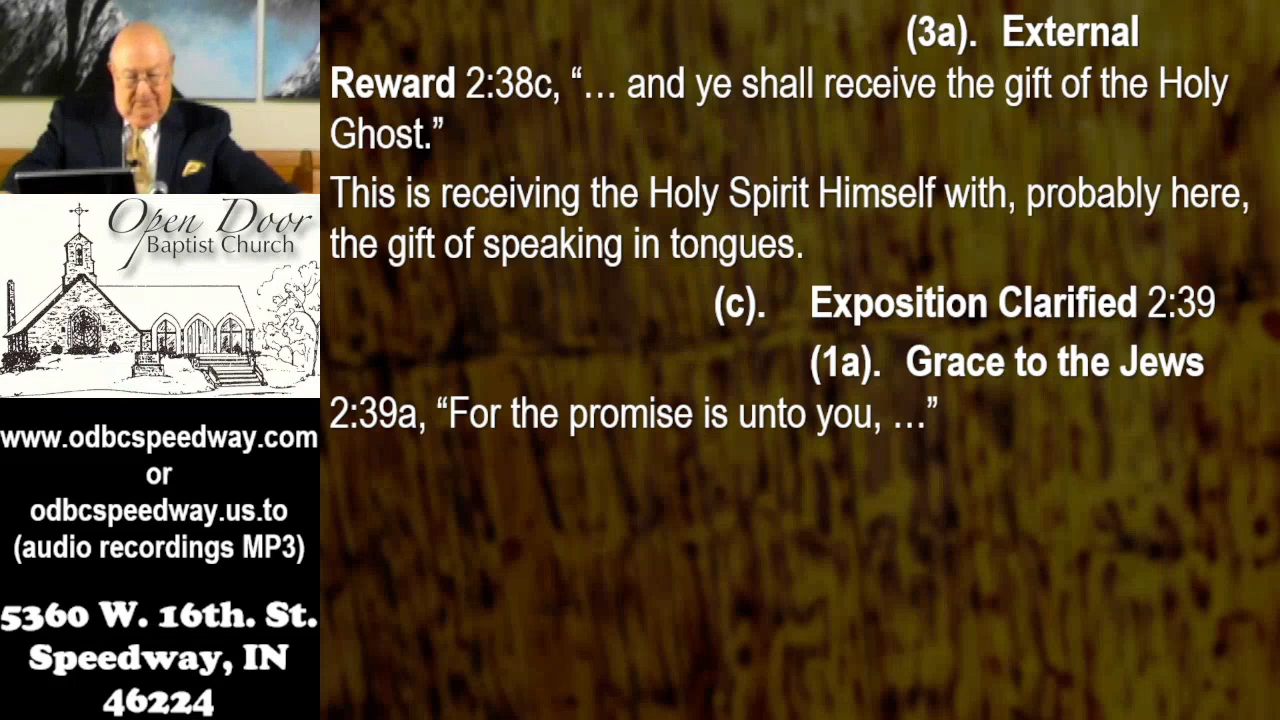 Open Door
Baptist Church
www.odbcspeedway.com
or
odbcspeedway.us.to
(audio recordings MP3)
5360 W. 16th. St.
Speedway, IN
46224
(3a). External
Reward 2:38c, “… and ye shall receive the gift of the Holy
Ghost.”
This is receiving the Holy Spirit Himself with, probably here,
the gift of speaking in tongues.
(c). Exposition Clarified 2:39
(1a). Grace to the Jews
2:39a, “For the promise is unto you, …”